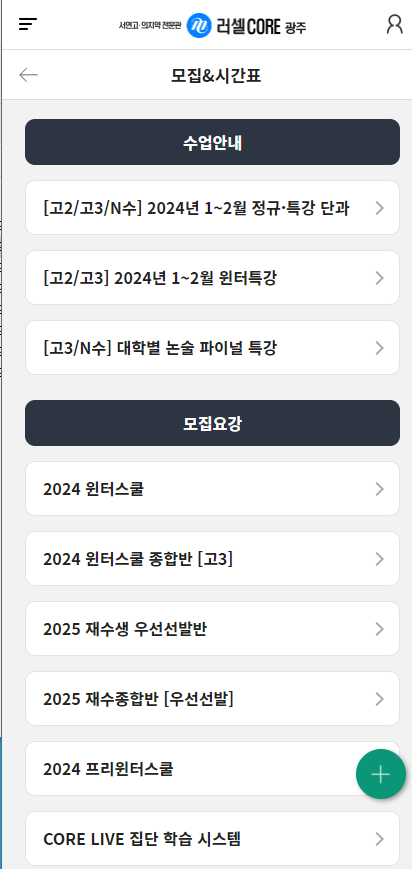 서연고·의치약 전문관 러셀CORE 광주
모집&시간표
수업안내
[고2/고3/N수] 2024년 1~2월 정규·특강 단과
[고2/고3] 2024년 1~2월 윈터특강
[고3/N수] 대학별 논술 파이널 특강
모집요강
2024 윈터스쿨
2024 윈터스쿨 종합반 [고3]
2025 재수생 우선선발반
2025 재수종합반 [우선선발]
2024 프리윈터스쿨
CORE LIVE 집단 학습 시스템